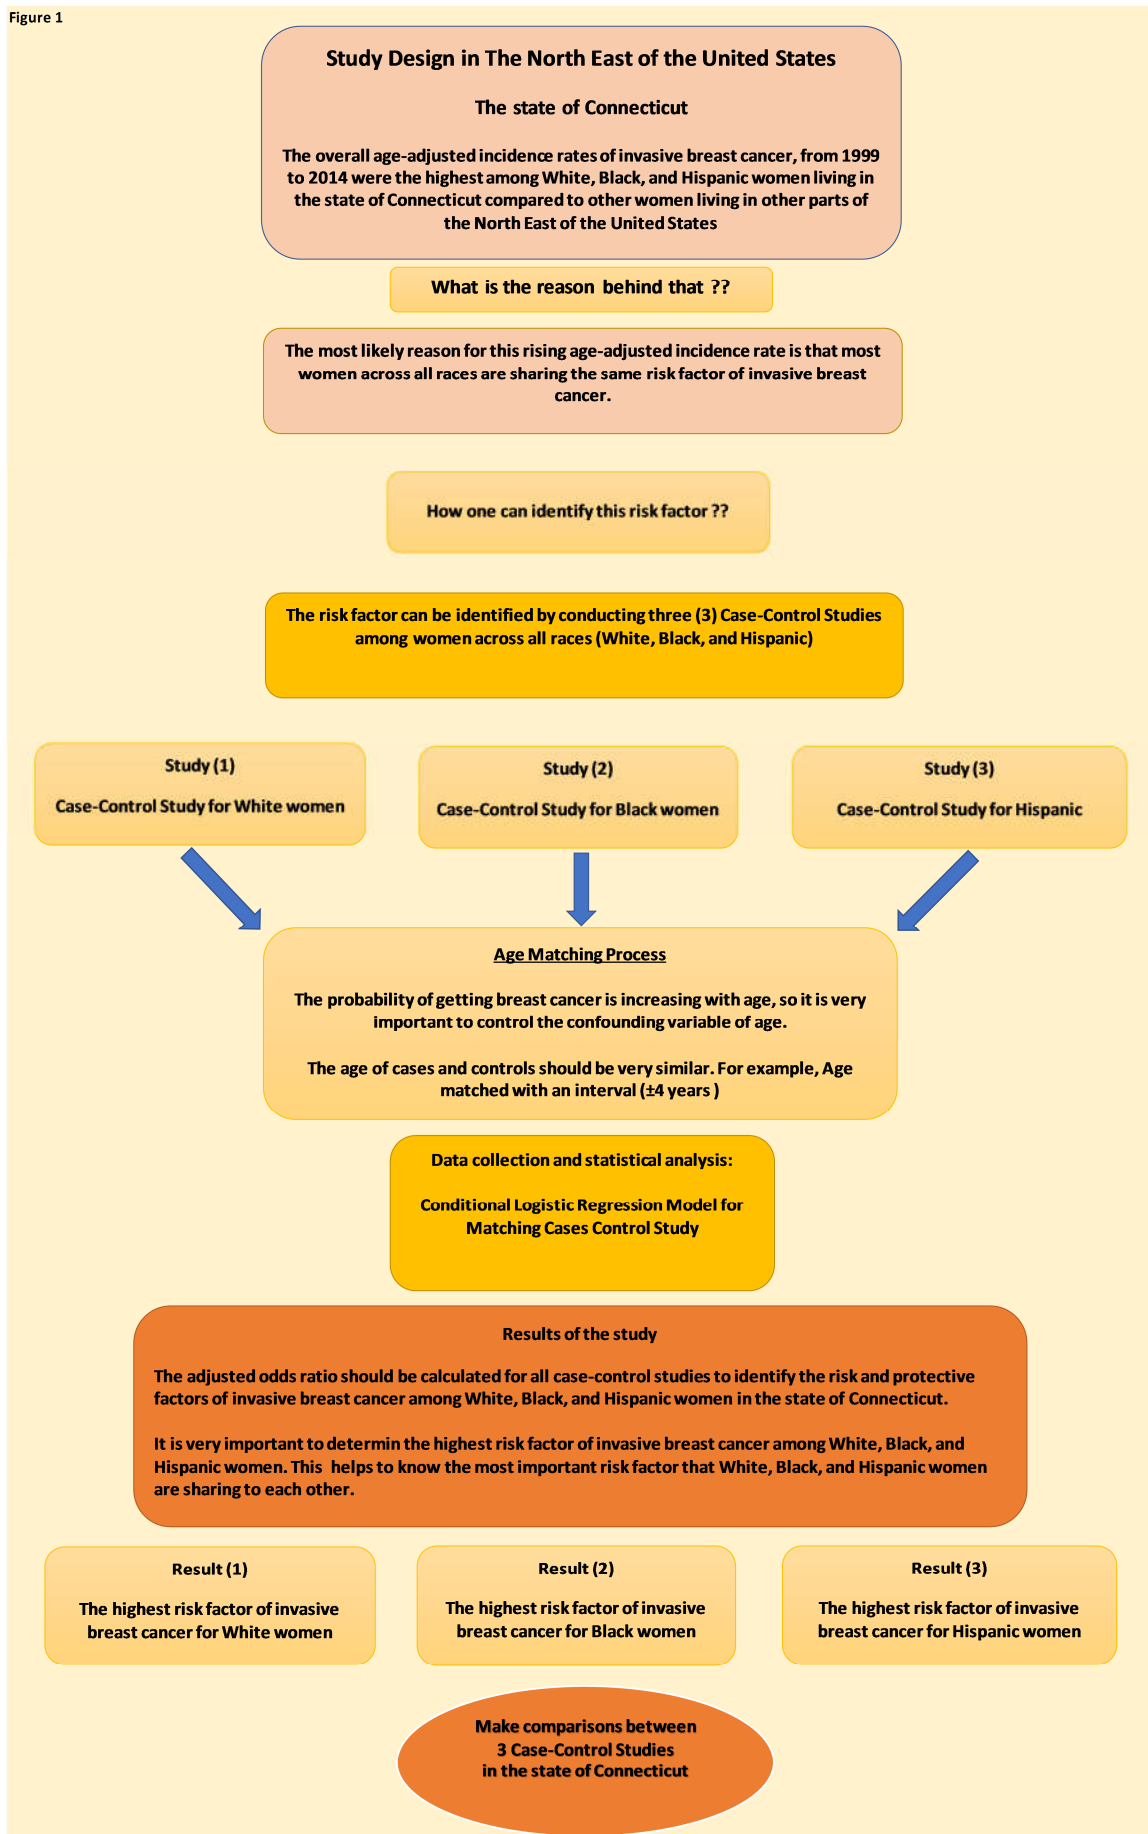 Figure 1
Study Design in The North East of the United States
The state of Connecticut
The overall age-adjusted incidence rates of invasive breast cancer, from 1999
to 2014 were the highest among White, Black, and Hispanic women living in
the state of Connecticut compared to other women living in other parts of
the North East of the United States
What is the reason behind that ??
The most likely reason for this rising age-adjusted incidence rate is that most
women across all races are sharing the same risk factor of invasive breast
cancer.
How one can identify this risk factor ??
The risk factor can be identified by conducting three (3) Case-Control Studies
among women across all races (White, Black, and Hispanic)
Study (1)
Case-Control Study for White women
Study (2)
Case-Control Study for Black women
Study (3)
Case-Control Study for Hispanic
Age Matching Process
The probability of getting breast cancer is increasing with age, so it is very
important to control the confounding variable of age.
The age of cases and controls should be very similar. For example, Age
matched with an interval (±4 years )
Data collection and statistical analysis:
Conditional Logistic Regression Model for
Matching Cases Control Study
Results of the study
The adjusted odds ratio should be calculated for all case-control studies to identify the risk and protective
factors of invasive breast cancer among White, Black, and Hispanic women in the state of Connecticut.
It is very important to determin the highest risk factor of invasive breast cancer among White, Black, and
Hispanic women. This helps to know the most important risk factor that White, Black, and Hispanic women
are sharing to each other.
Result (1)
The highest risk factor of invasive
breast cancer for White women
Result (2)
The highest risk factor of invasive
breast cancer for Black women
Result (3)
The highest risk factor of invasive
breast cancer for Hispanic women
Make comparisons between
3 Case-Control Studies
in the state of Connecticut